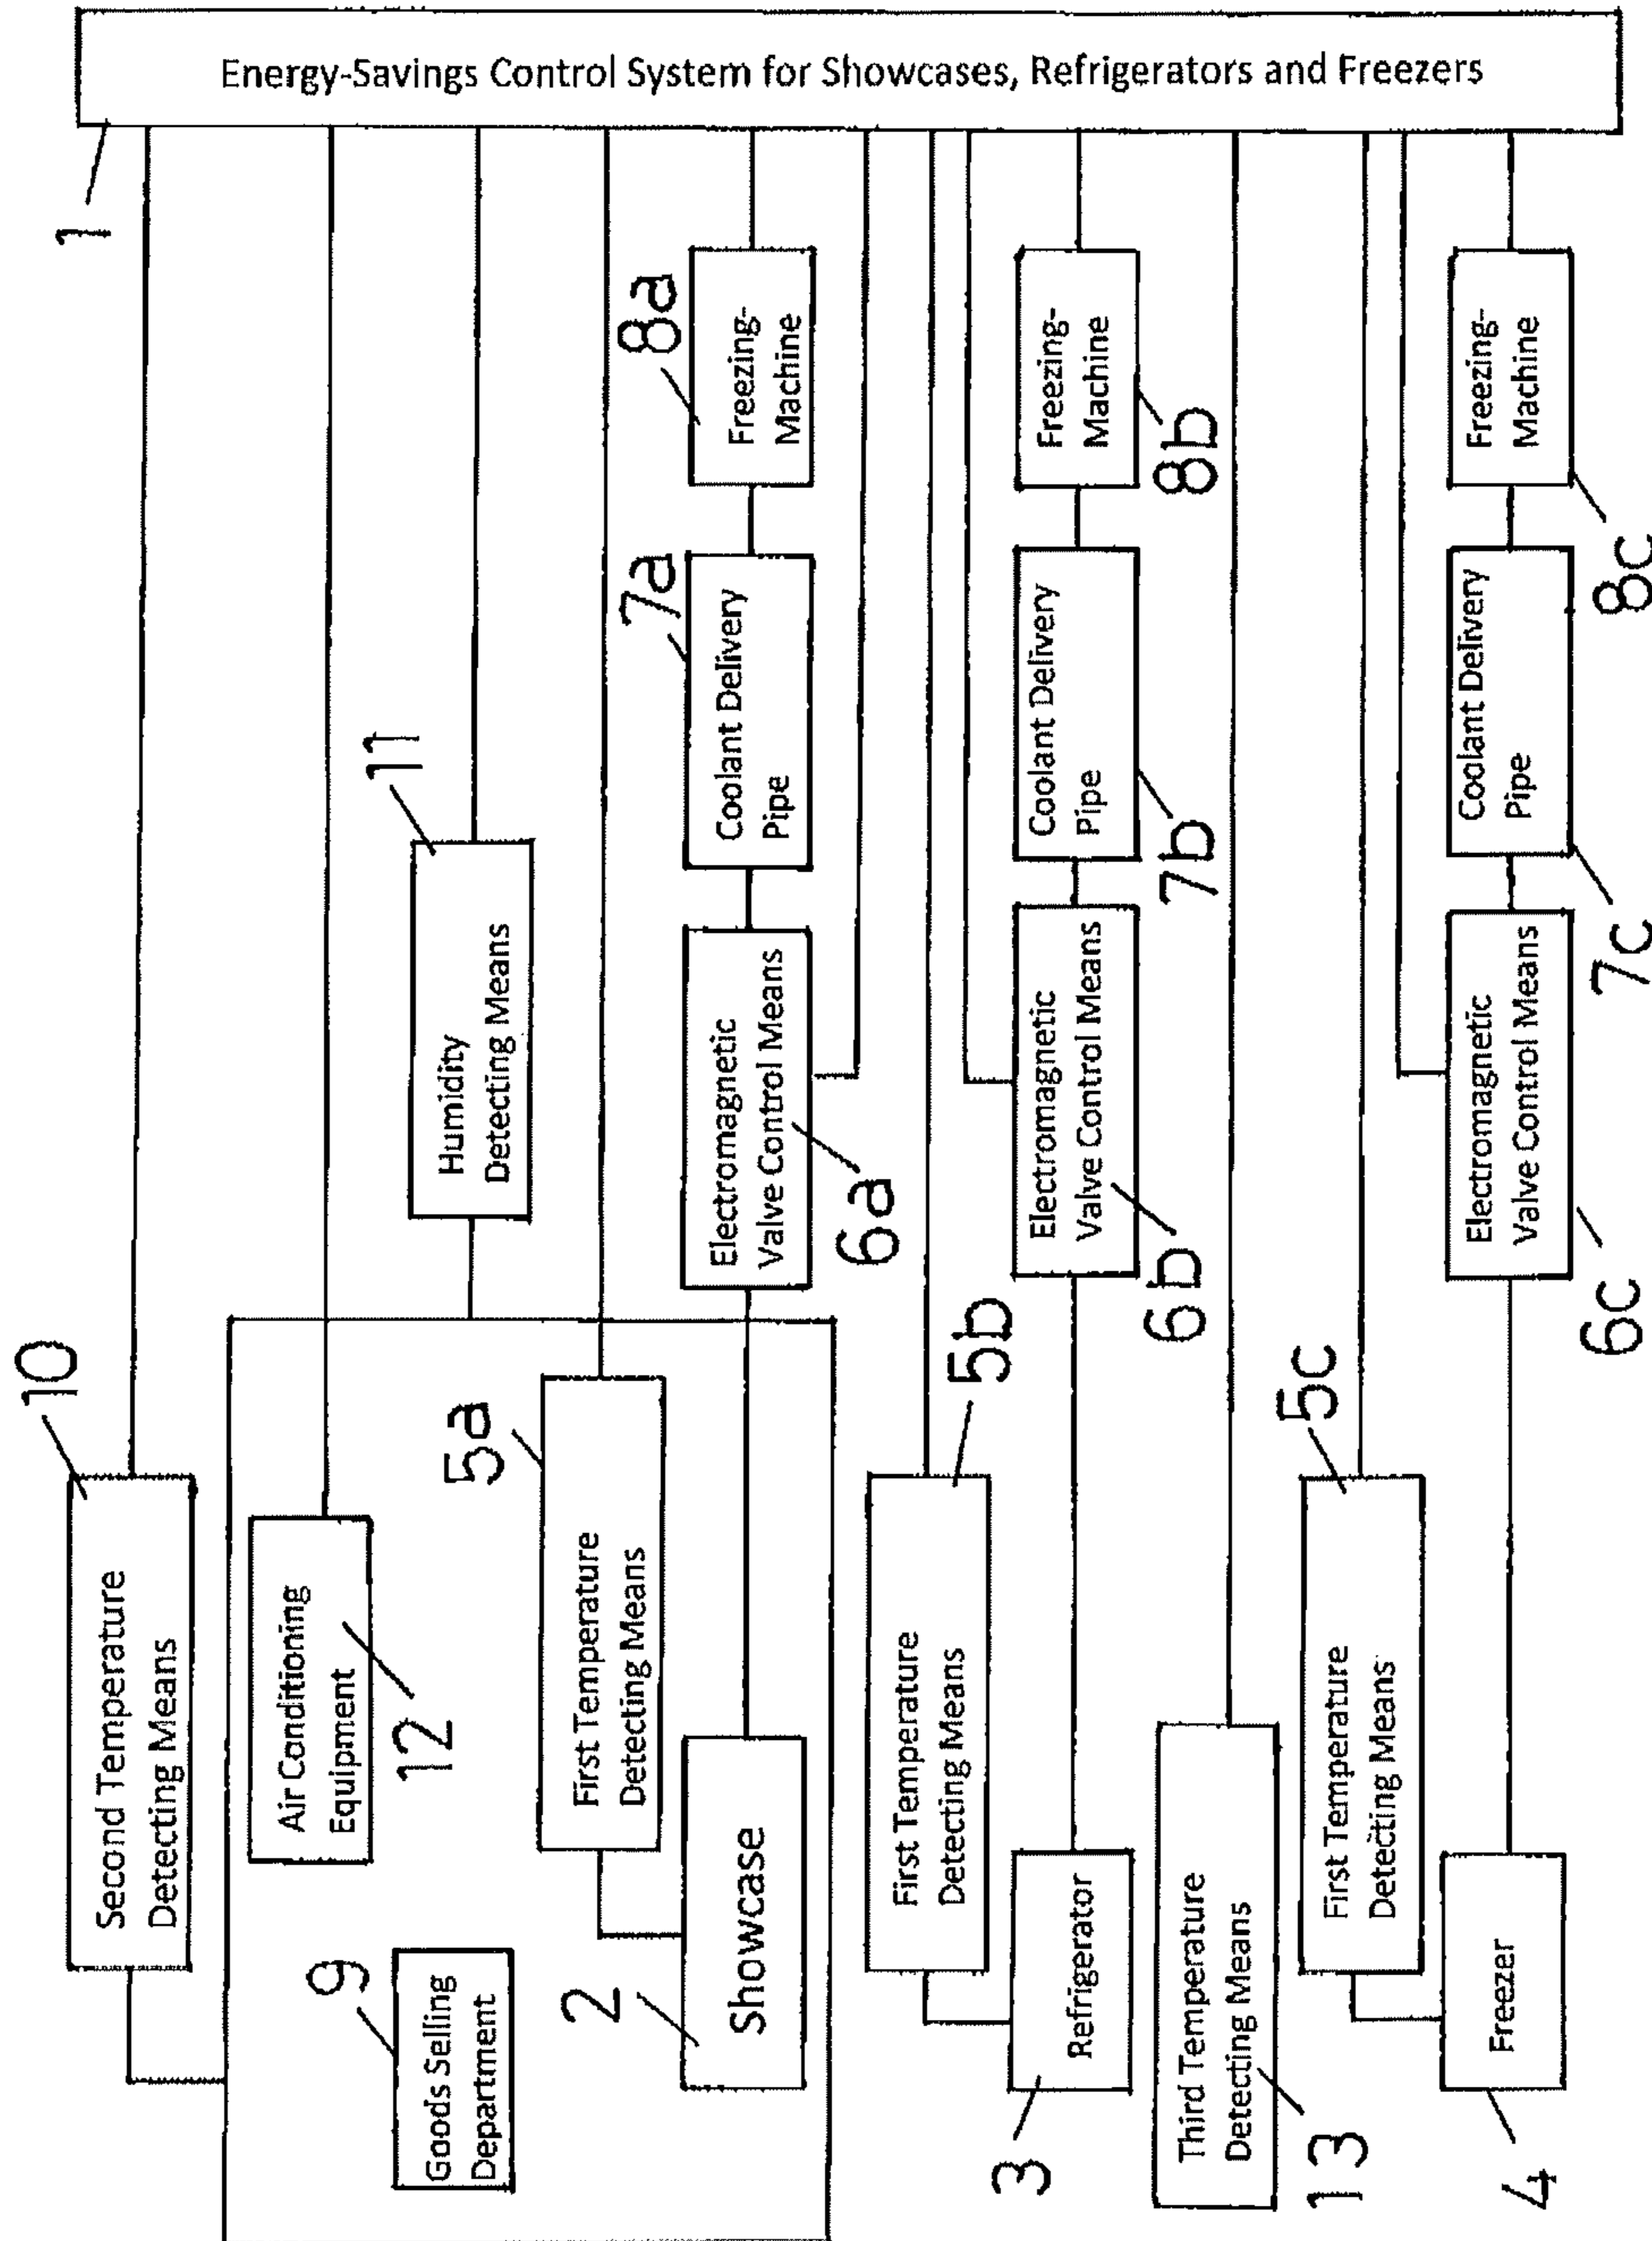 Energy-Savings Control System for Showcases, Refrigerators and Freezers
1
10
Second Temperature
Detecting Means
Air Conditioning
Equipment
12
11
Humidity
Detecting Means
9
Goods Selling
Department
5a
First Temperature
Detecting Means
2
Showcase
Electromagnetic
Valve Control Means
6a
7a
Coolant Delivery
Pipe
8a
Freezing-
Machine
5b
First Temperature
Detecting Means
3
Refrigerator
Electromagnetic
Valve Control Means
6b
Coolant Delivery
Pipe
7b
Freezing-
Machine
8b
Third Temperature
Detecting Means
13
5c
First Temperature
Detecting Means
Freezer
4
Electromagnetic
Valve Control Means
6c
Coolant Delivery
Pipe
7c
Freezing-
Machine
8c